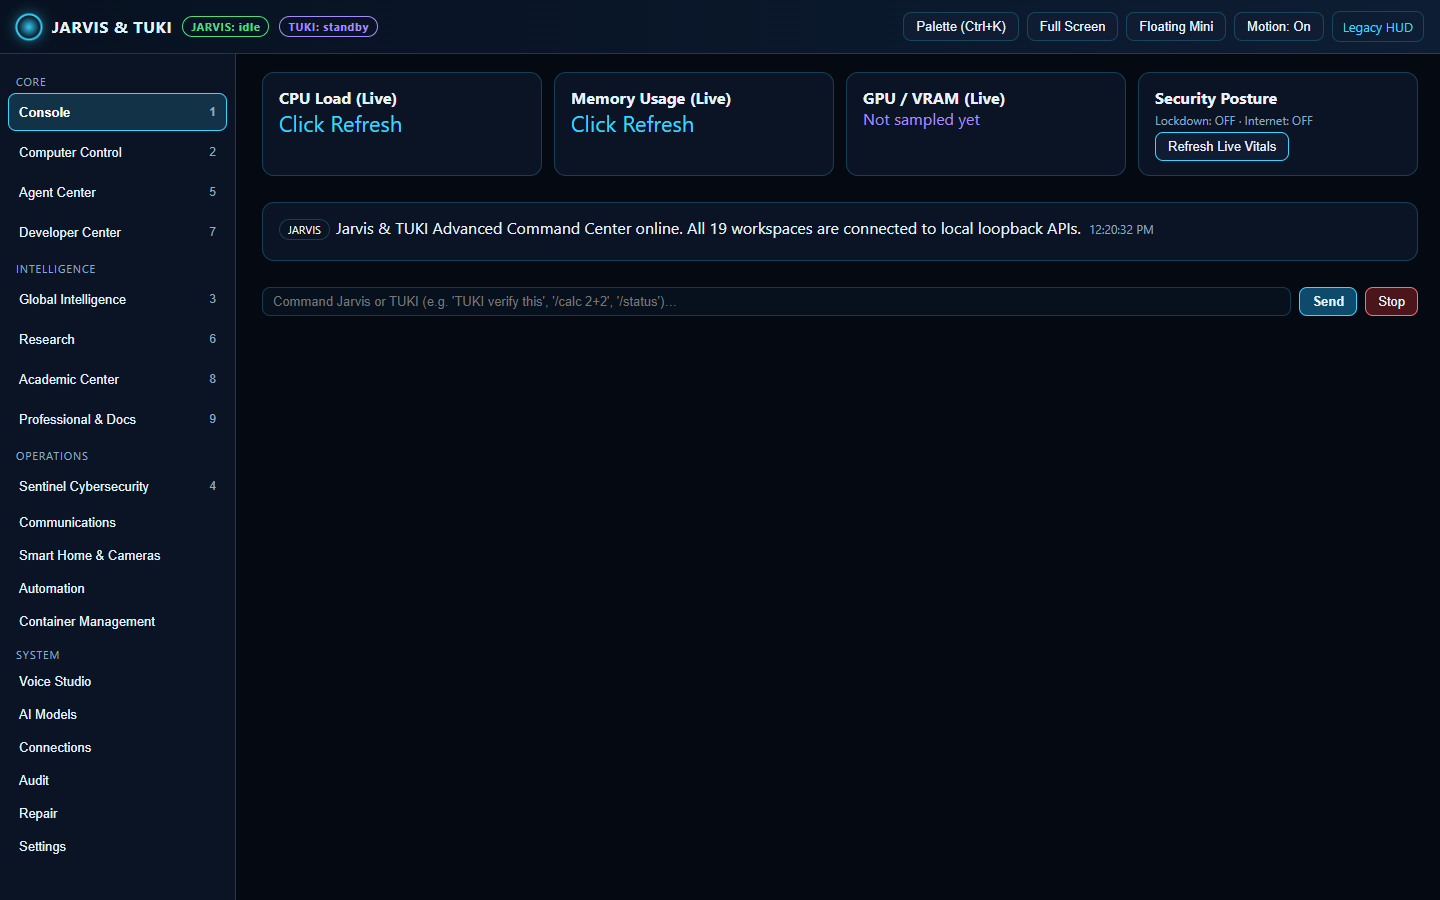 JARVIS & TUKI JARVIS: idle TUKI: standby Palette (Ctrl+K) Full Screen Floating Mini Motion: On Legacy HUD
CORE
Console 1
Computer Control 2
Agent Center 5
Developer Center 7
INTELLIGENCE
Global Intelligence 3
Research 6
Academic Center 8
Professional & Docs 9
OPERATIONS
Sentinel Cybersecurity 4
Communications
Smart Home & Cameras
Automation
Container Management
SYSTEM
Voice Studio
AI Models
Connections
Audit
Repair
Settings
CPU Load (Live)
Click Refresh
Memory Usage (Live)
Click Refresh
GPU / VRAM (Live)
Not sampled yet
Security Posture
Lockdown: OFF · Internet: OFF
Refresh Live Vitals
JARVIS Jarvis & TUKI Advanced Command Center online. All 19 workspaces are connected to local loopback APIs. 12:20:32 PM
Command Jarvis or TUKI (e.g. 'TUKI verify this', '/calc 2+2', '/status')... Send Stop